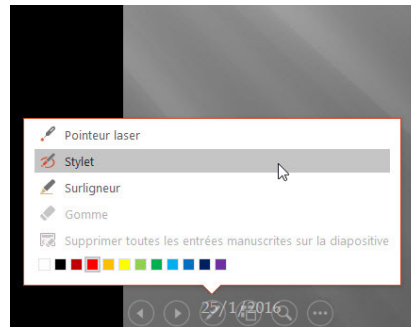 Pointeur laser
Stylet
Surligneur
Gomme
Supprimer toutes les entrées manuscrites sur la diapositive
25/1/2016